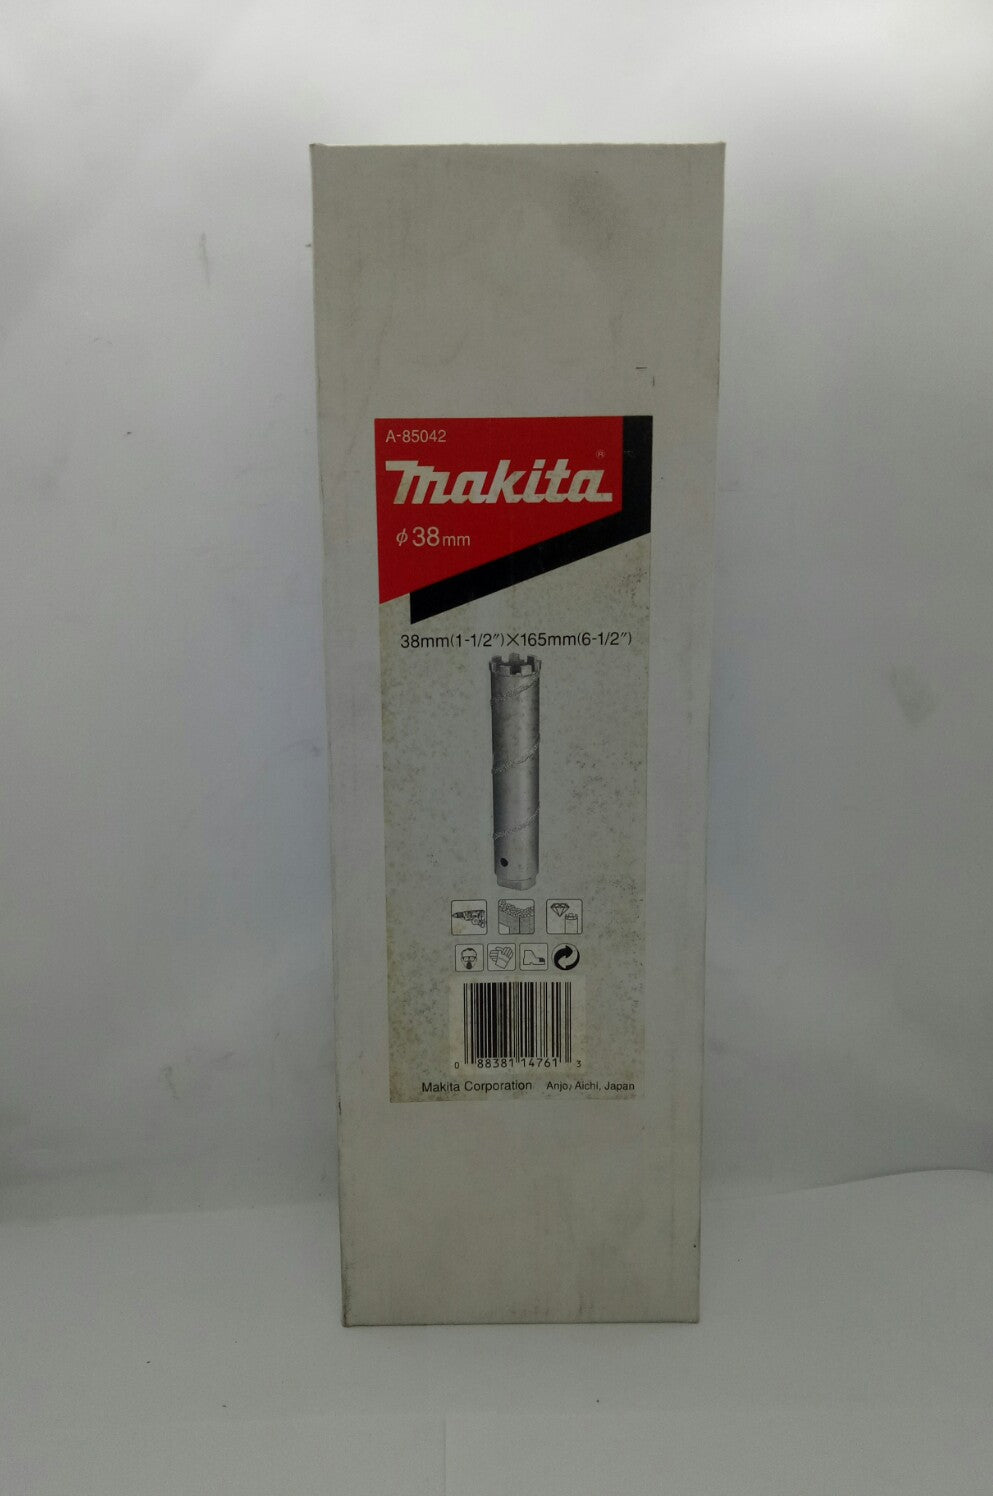 A-85042
makita®
ϕ38mm
38mm(1-1/2")×165mm(6-1/2")
0 88381 14761 3
Makita Corporation Anjo, Aichi, Japan